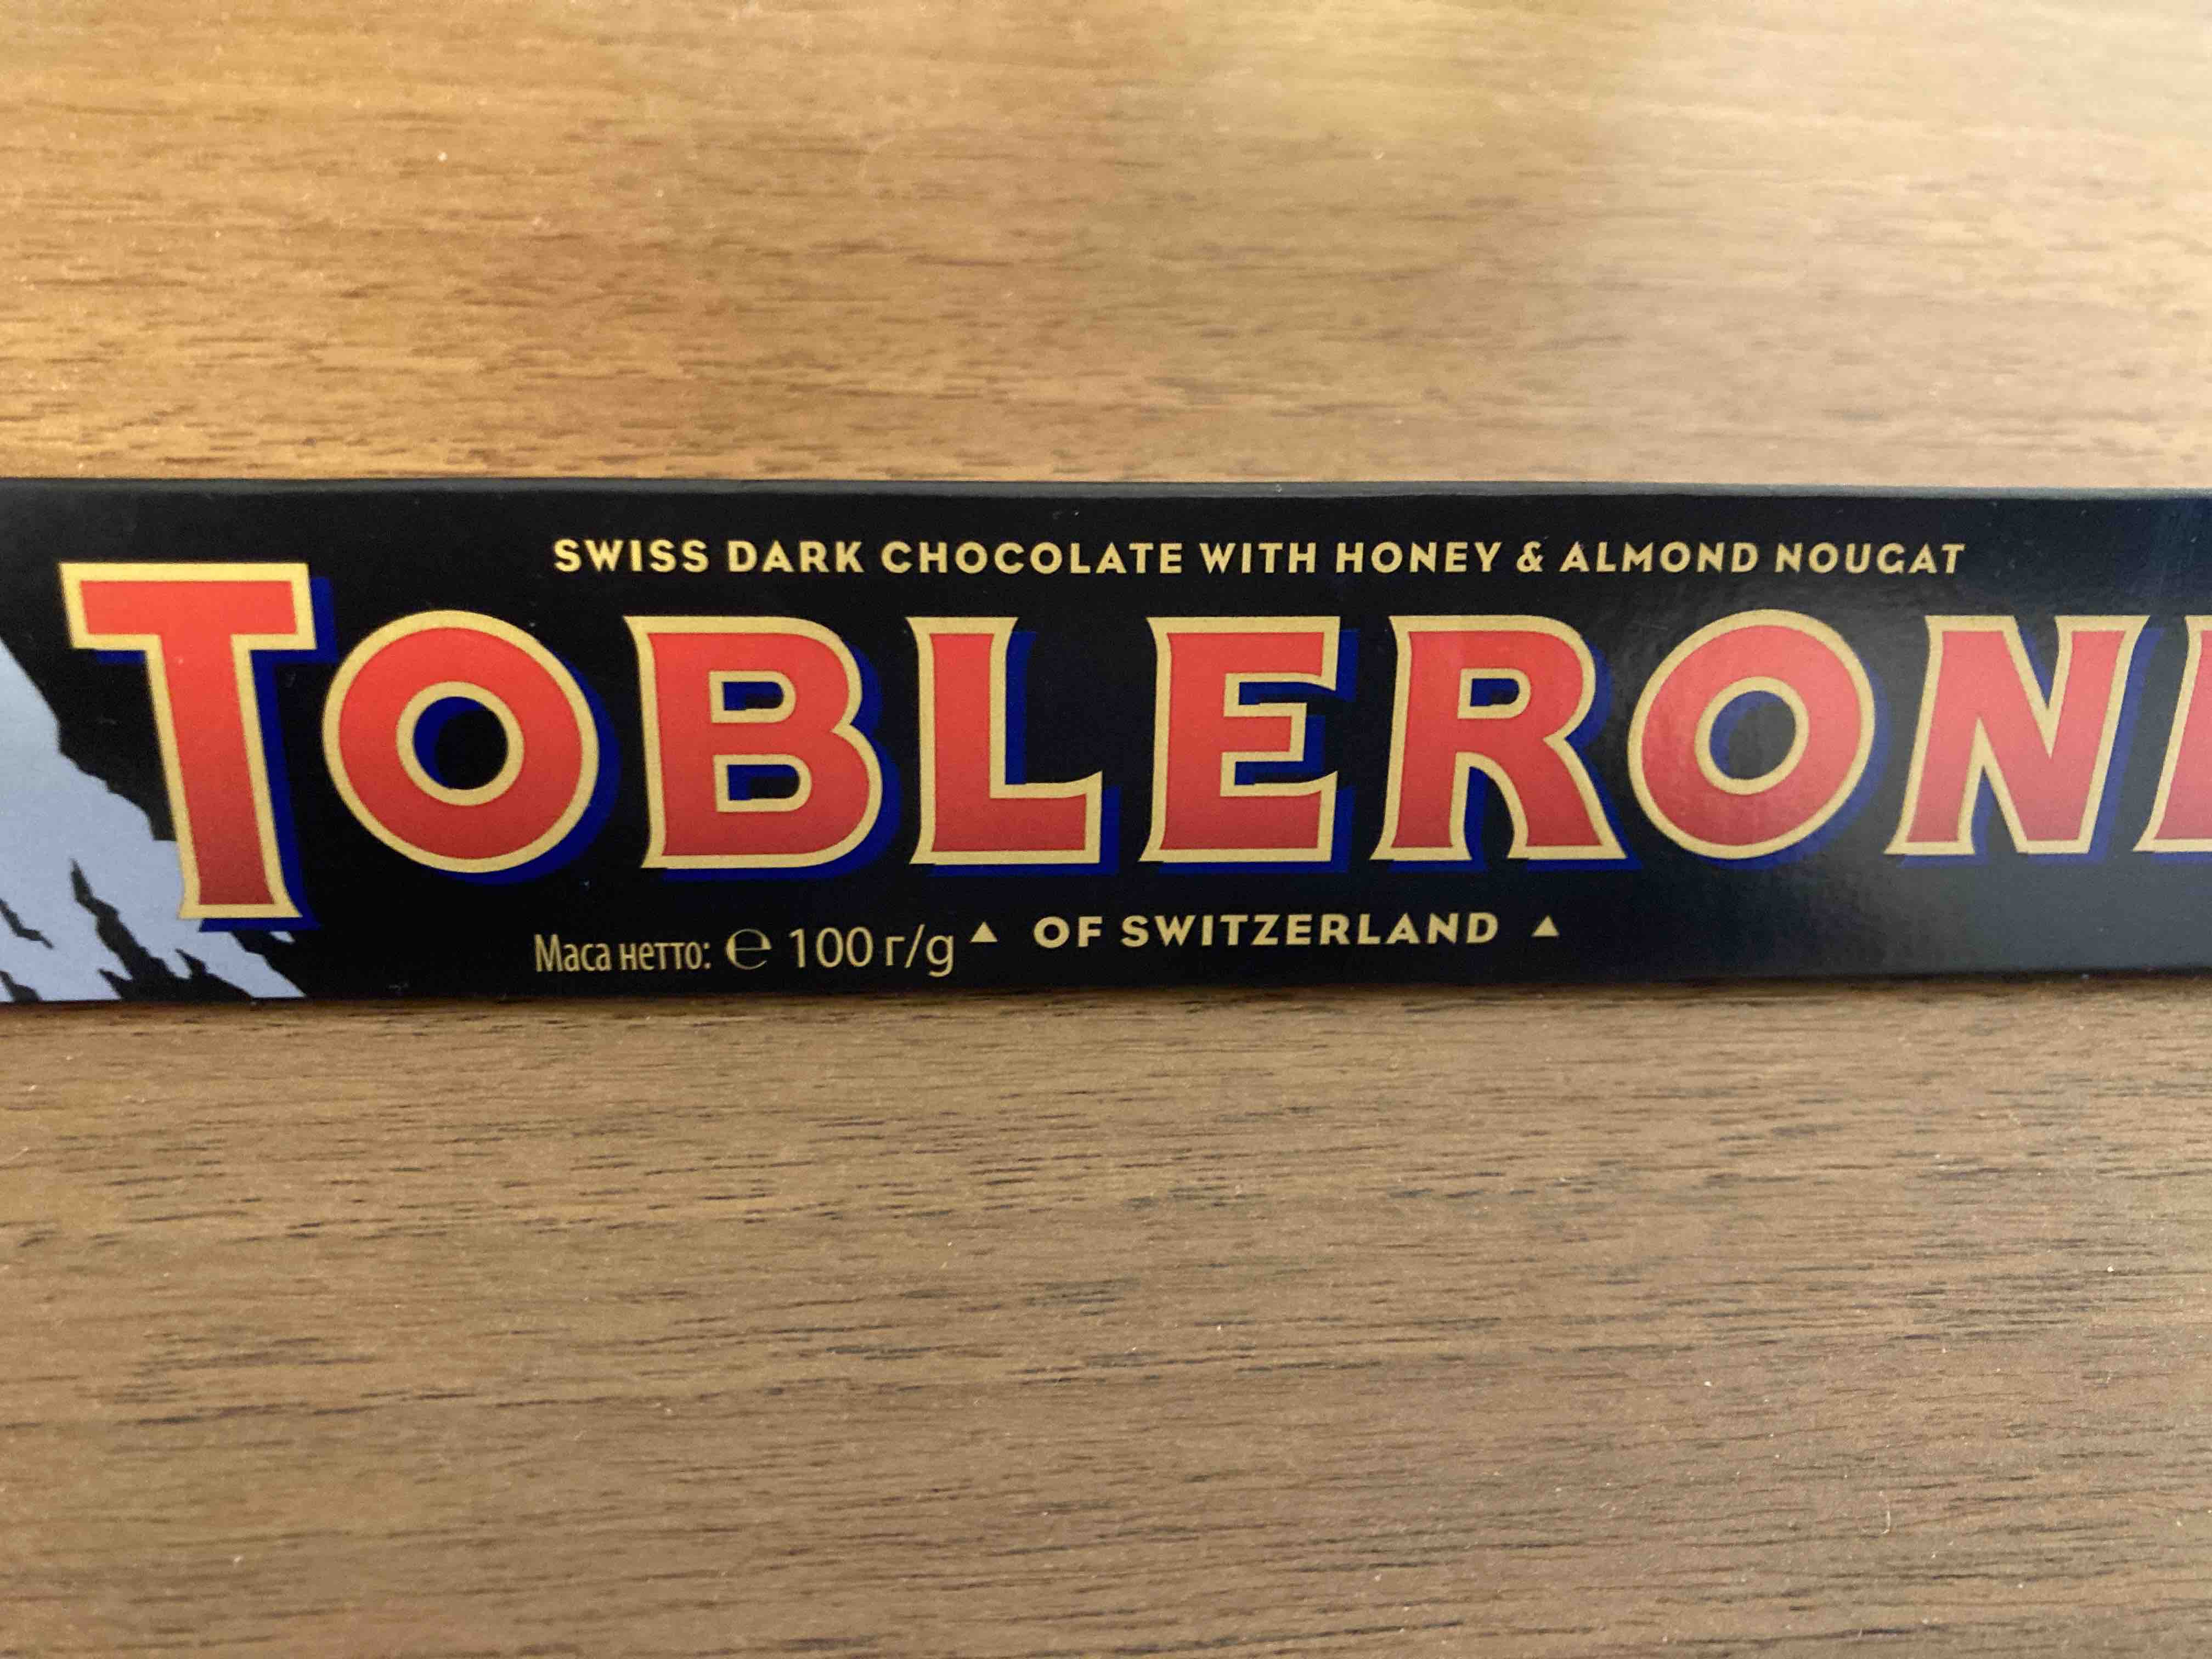 SWISS DARK CHOCOLATE WITH HONEY & ALMOND NOUGAT
TOBLERON
Маса нетто: ℮ 100 г/g ▲ OF SWITZERLAND ▲